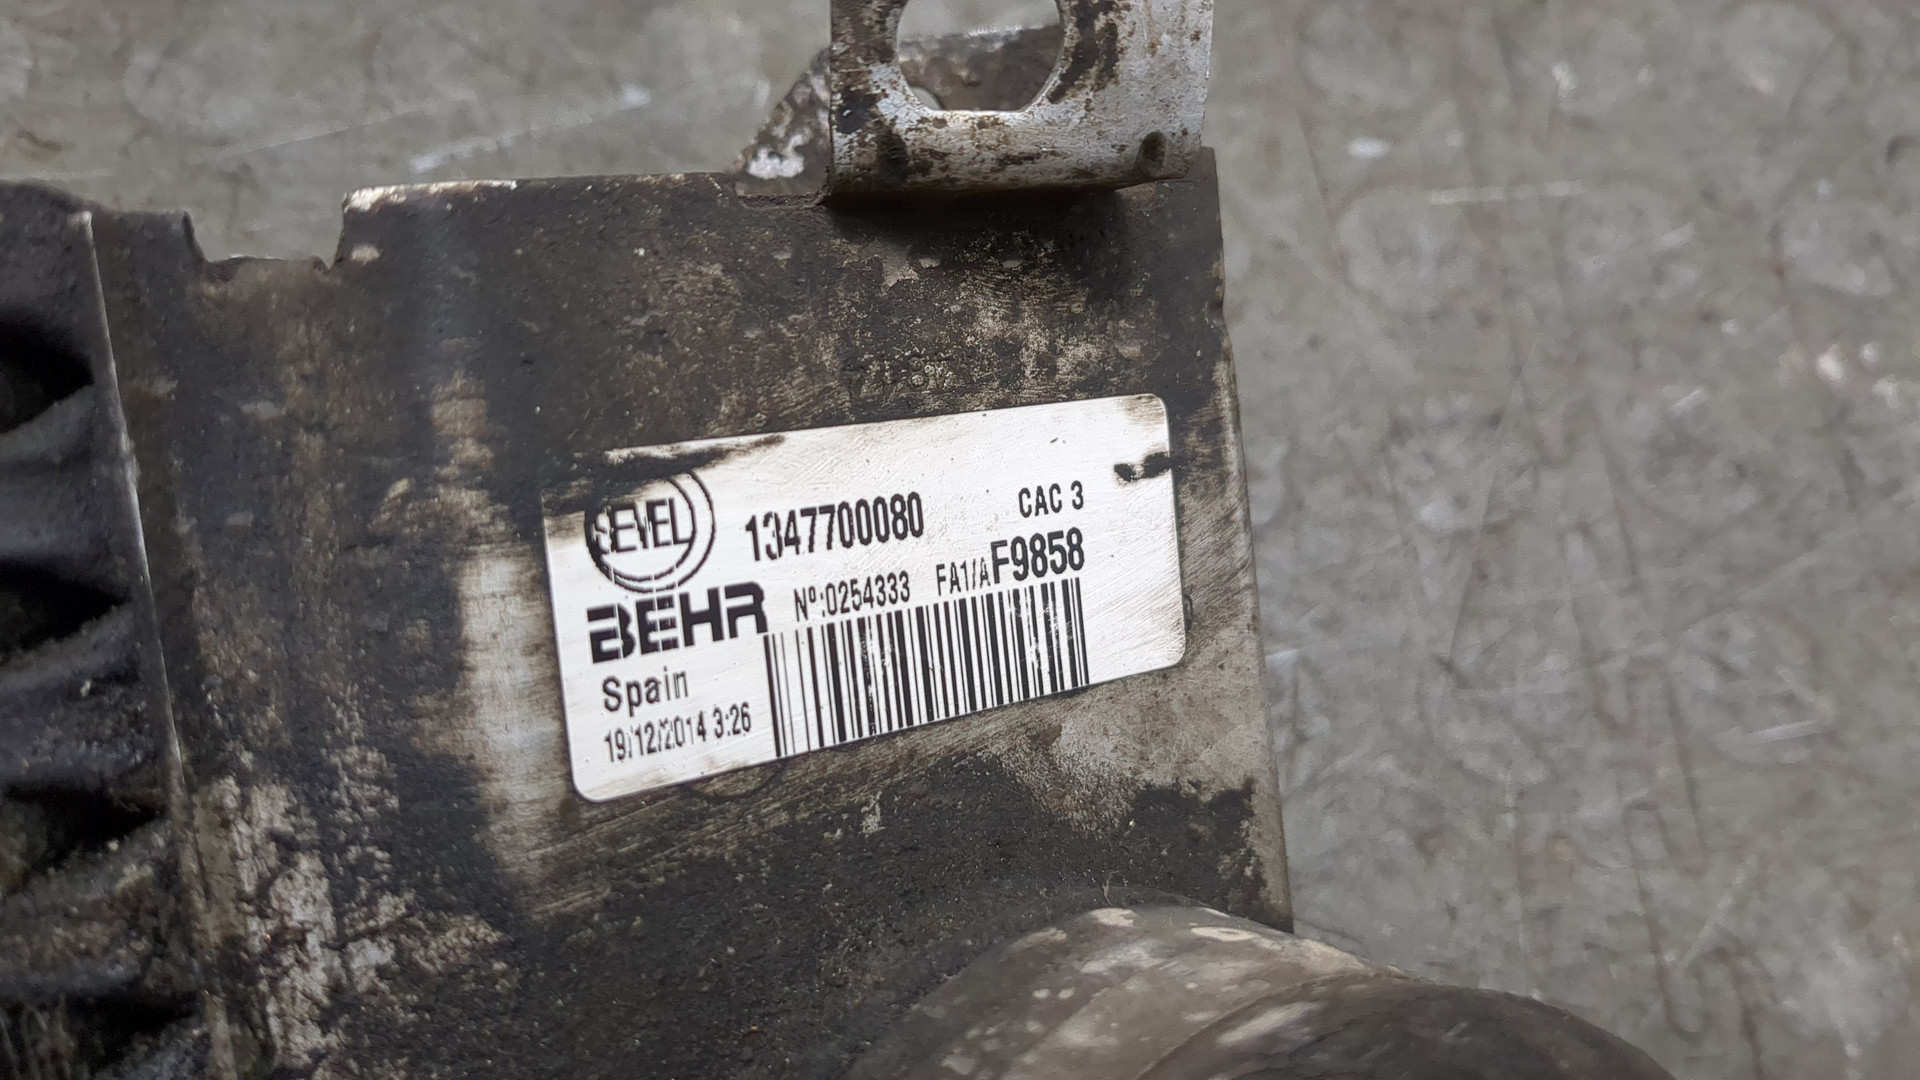 SEVEL 1347700080 CAC 3
BEHR Nº:0254333 FA1/A F9858
Spain
19/12/2014 3:26